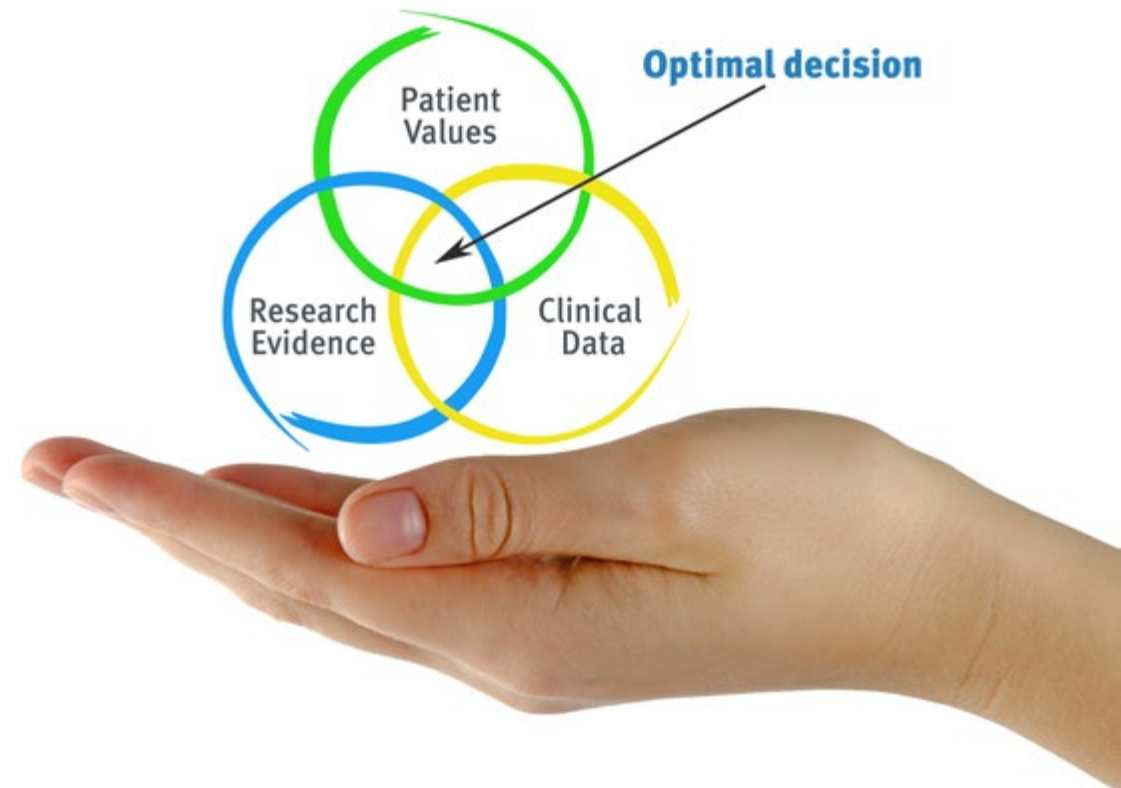 Optimal decision
Patient
Values
Research
Evidence
Clinical
Data